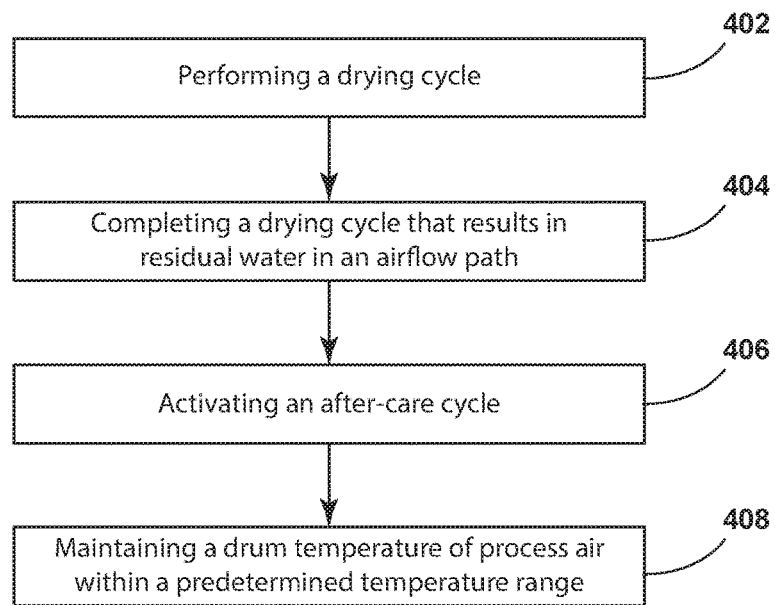 402
Performing a drying cycle
404
Completing a drying cycle that results in
residual water in an airflow path
406
Activating an after-care cycle
408
Maintaining a drum temperature of process air
within a predetermined temperature range